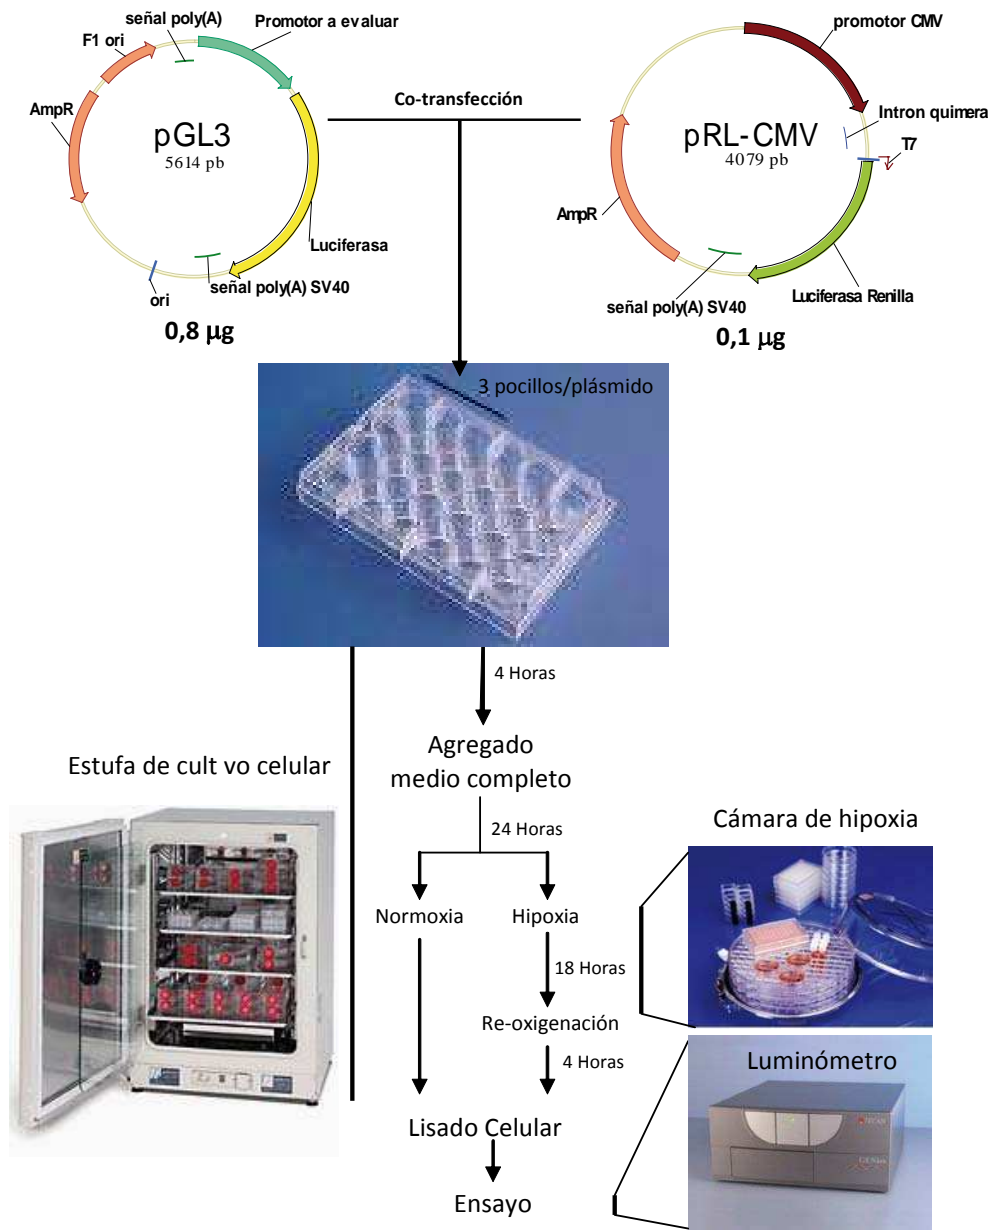 señal poly(A)
F1 ori
Promotor a evaluar
AmpR
pGL3
5614 pb
Luciferasa
señal poly(A) SV40
ori
0,8 µg
Co-transfección
promotor CMV
Intron quimera
T7
pRL-CMV
4079 pb
AmpR
señal poly(A) SV40
Luciferasa Renilla
0,1 µg
3 pocillos/plásmido
4 Horas
Agregado
medio completo
Estufa de cult vo celular
24 Horas
Cámara de hipoxia
Normoxia
Hipoxia
18 Horas
Re-oxigenación
4 Horas
Luminómetro
Lisado Celular
Ensayo